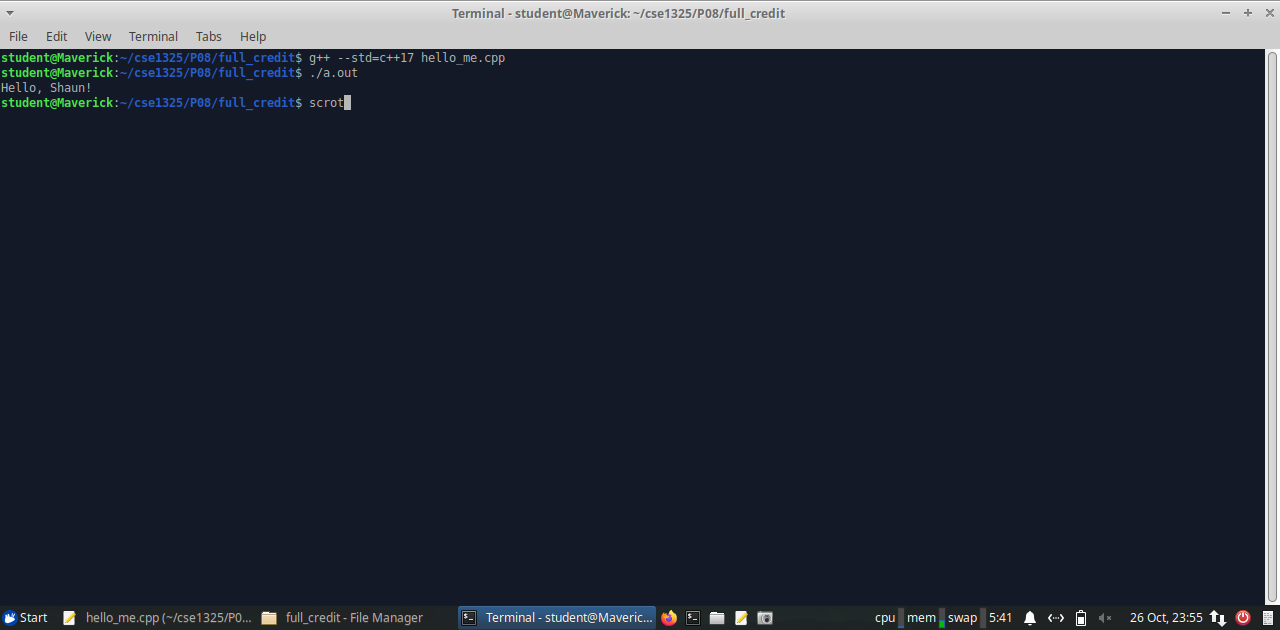 Terminal - student@Maverick: ~/cse1325/P08/full_credit
File Edit View Terminal Tabs Help
student@Maverick:~/cse1325/P08/full_credit$ g++ --std=c++17 hello_me.cpp
student@Maverick:~/cse1325/P08/full_credit$ ./a.out
Hello, Shaun!
student@Maverick:~/cse1325/P08/full_credit$ scrot
Start hello_me.cpp (~/cse1325/P0... full_credit - File Manager Terminal - student@Maveric... cpu mem swap 5:41 26 Oct, 23:55